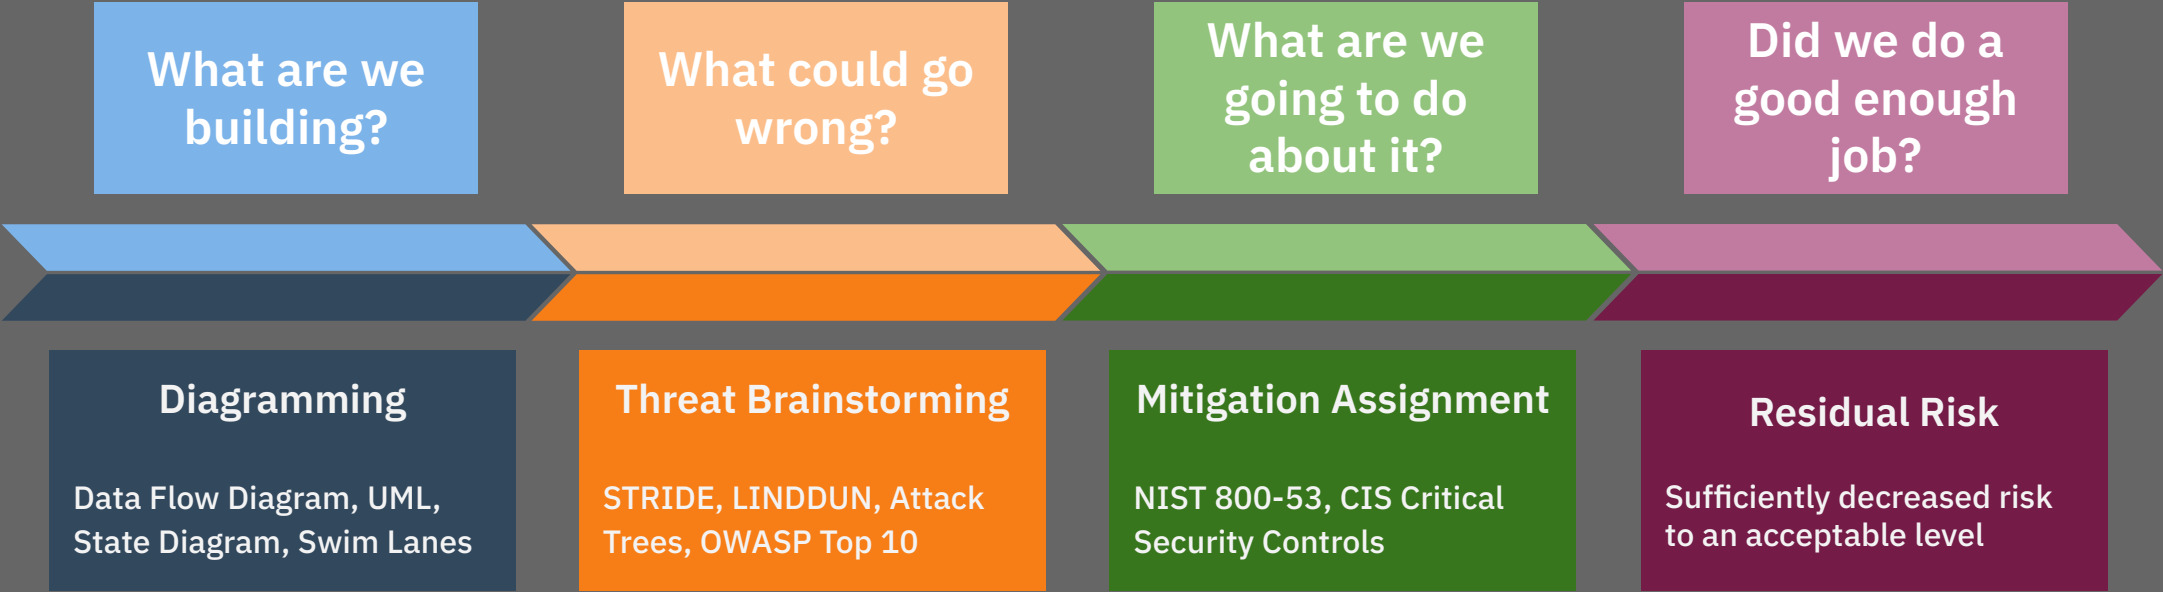 What are we
building?
What could go
wrong?
What are we
going to do
about it?
Did we do a
good enough
job?
Diagramming
Data Flow Diagram, UML,
State Diagram, Swim Lanes
Threat Brainstorming
STRIDE, LINDDUN, Attack
Trees, OWASP Top 10
Mitigation Assignment
NIST 800-53, CIS Critical
Security Controls
Residual Risk
Sufficiently decreased risk
to an acceptable level